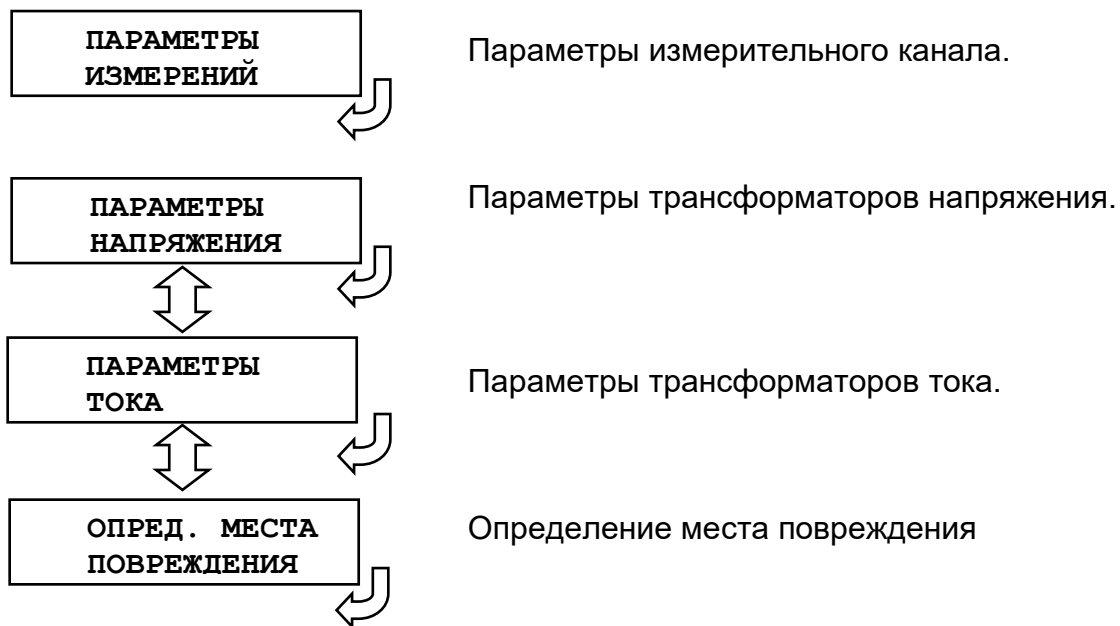 ПАРАМЕТРЫ
ИЗМЕРЕНИЙ
Параметры измерительного канала.
ПАРАМЕТРЫ
НАПРЯЖЕНИЯ
Параметры трансформаторов напряжения.
ПАРАМЕТРЫ
ТОКА
Параметры трансформаторов тока.
ОПРЕД. МЕСТА
ПОВРЕЖДЕНИЯ
Определение места повреждения